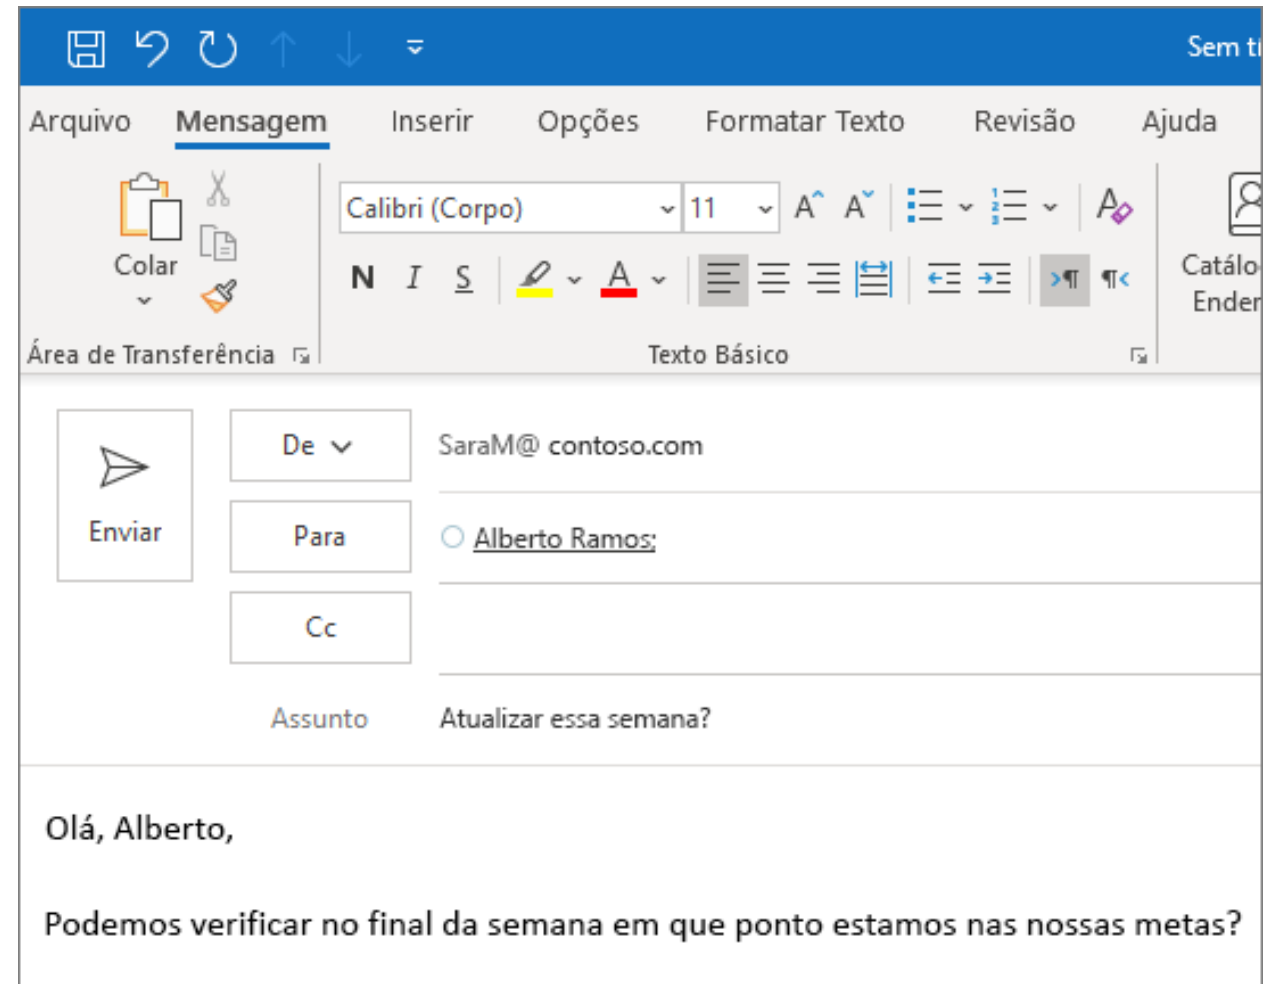 Sem
Arquivo Mensagem Inserir Opções Formatar Texto Revisão Ajuda
Calibri (Corpo) 11
Colar
N I S
Área de Transferência Texto Básico
De SaraM@ contoso.com
Enviar
Para Alberto Ramos;
Cc
Assunto Atualizar essa semana?
Olá, Alberto,
Podemos verificar no final da semana em que ponto estamos nas nossas metas?